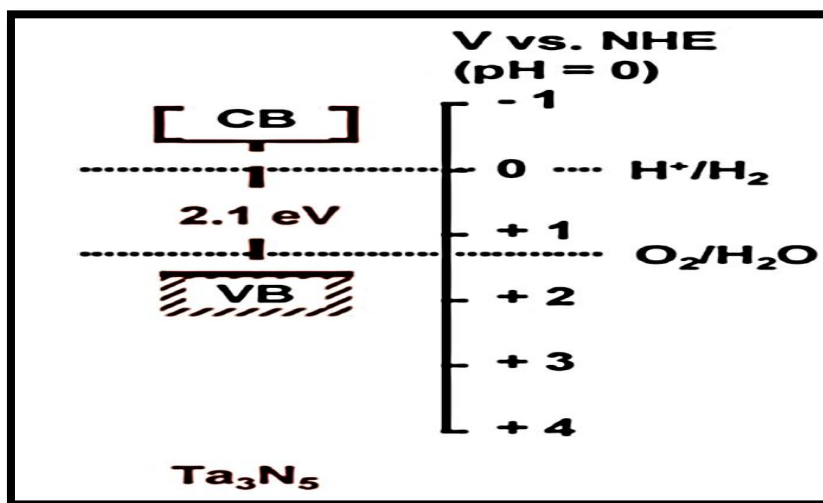 V vs. NHE
(pH = 0)
- 1
CB
0
H⁺/H₂
2.1 eV
+ 1
O₂/H₂O
VB
+ 2
+ 3
+ 4
Ta₃N₅